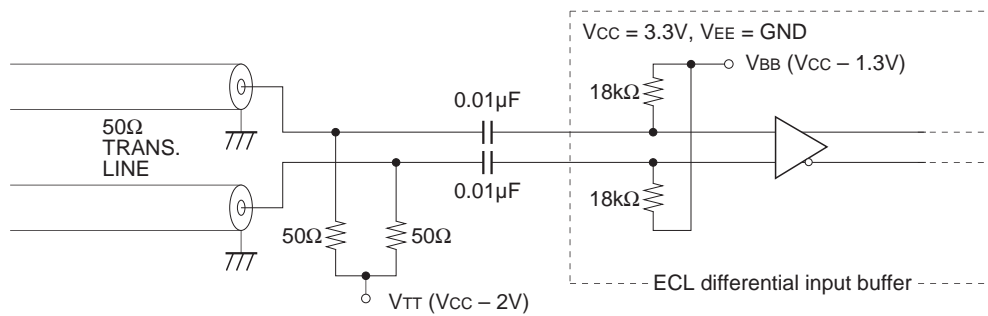 VCC = 3.3V, VEE = GND
VBB (VCC – 1.3V)
18kΩ
0.01µF
50Ω
TRANS.
LINE
0.01µF
18kΩ
50Ω
50Ω
VTT (VCC – 2V)
ECL differential input buffer